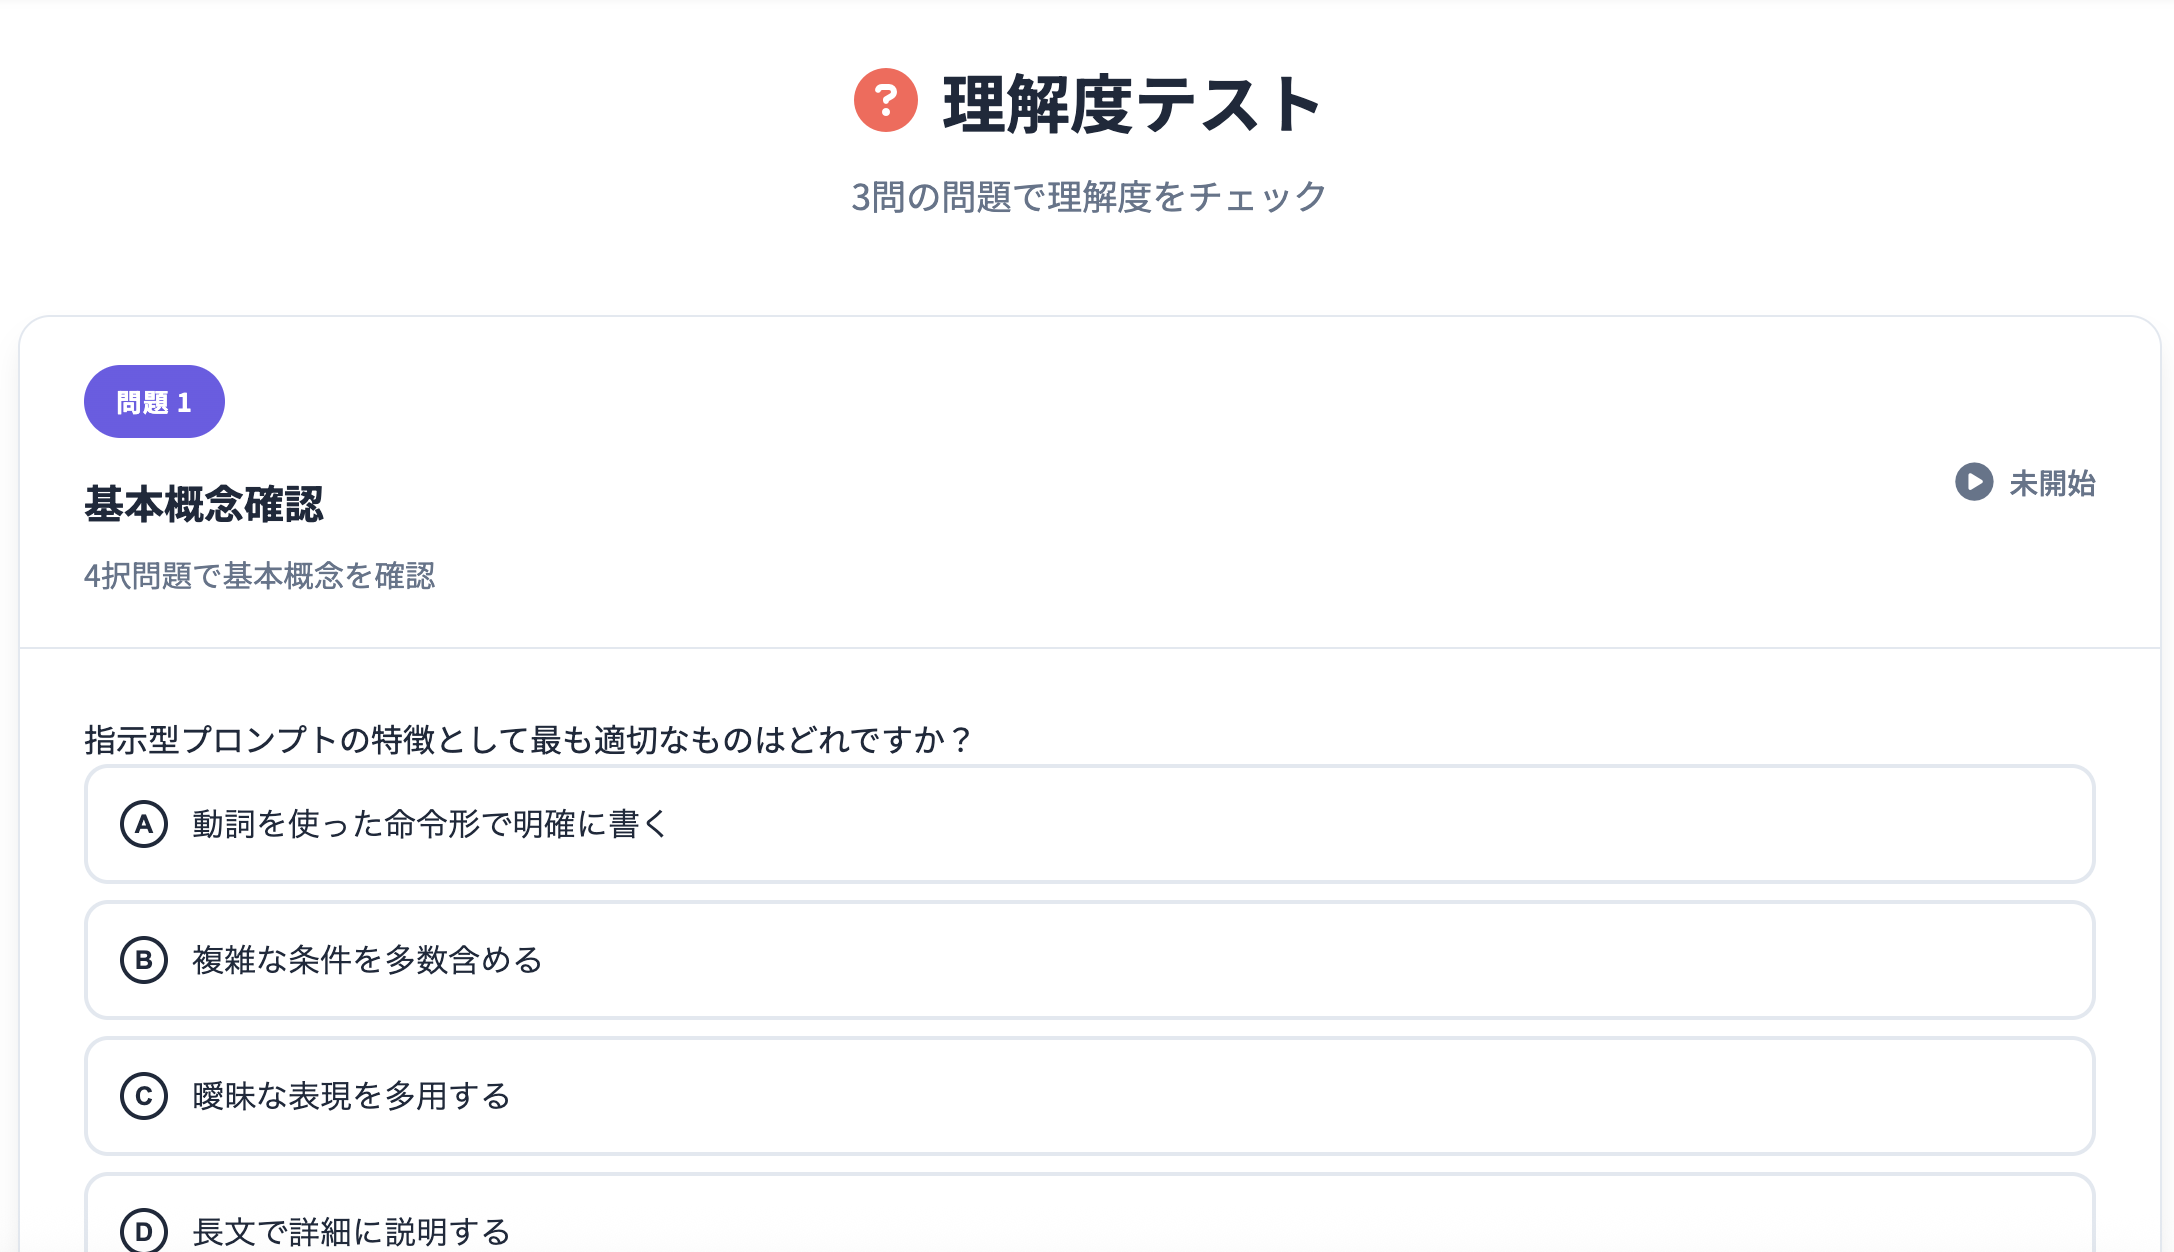 ? 理解度テスト
3問の問題で理解度をチェック
問題 1
基本概念確認
未開始
4択問題で基本概念を確認
指示型プロンプトの特徴として最も適切なものはどれですか？
A 動詞を使った命令形で明確に書く
B 複雑な条件を多数含める
C 曖昧な表現を多用する
D 長文で詳細に説明する